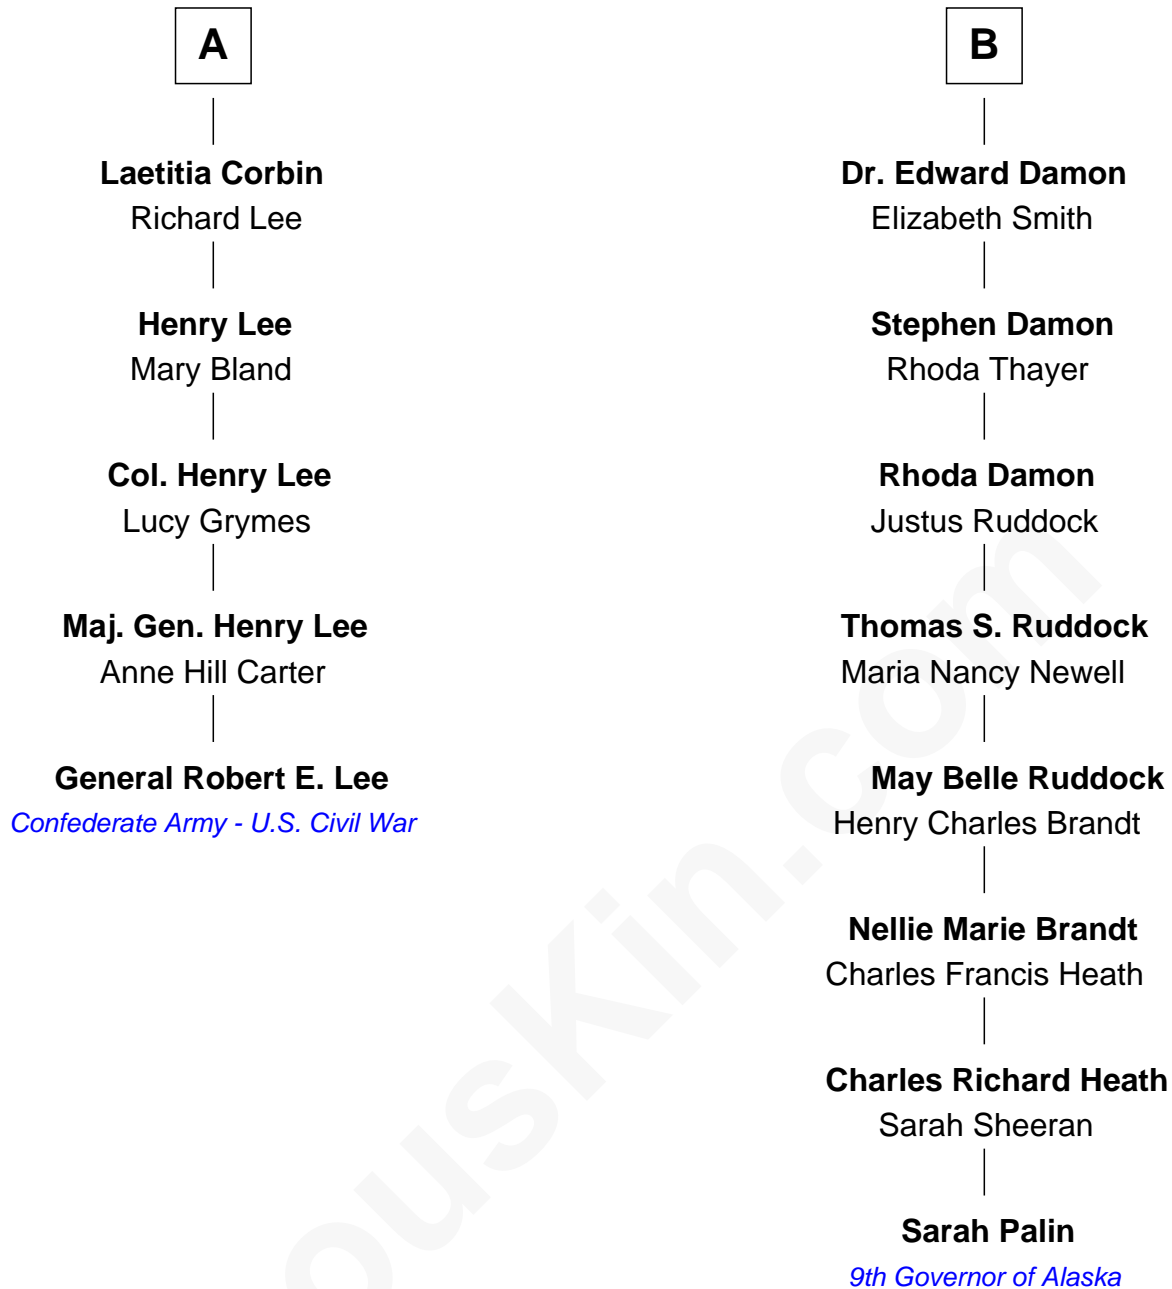 A
Laetitia Corbin
Richard Lee
Henry Lee
Mary Bland
Col. Henry Lee
Lucy Grymes
Maj. Gen. Henry Lee
Anne Hill Carter
General Robert E. Lee
Confederate Army - U.S. Civil War
B
Dr. Edward Damon
Elizabeth Smith
Stephen Damon
Rhoda Thayer
Rhoda Damon
Justus Ruddock
Thomas S. Ruddock
Maria Nancy Newell
May Belle Ruddock
Henry Charles Brandt
Nellie Marie Brandt
Charles Francis Heath
Charles Richard Heath
Sarah Sheeran
Sarah Palin
9th Governor of Alaska
ousKin.com